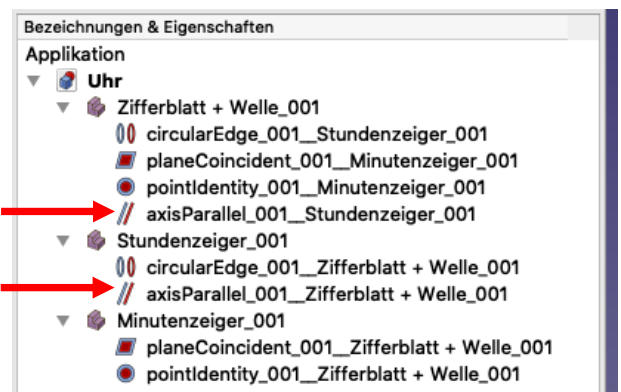 Bezeichnungen & Eigenschaften
Applikation
Uhr
Zifferblatt + Welle_001
circularEdge_001__Stundenzeiger_001
planeCoincident_001__Minutenzeiger_001
pointIdentity_001__Minutenzeiger_001
axisParallel_001__Stundenzeiger_001
Stundenzeiger_001
circularEdge_001__Zifferblatt + Welle_001
axisParallel_001__Zifferblatt + Welle_001
Minutenzeiger_001
planeCoincident_001__Zifferblatt + Welle_001
pointIdentity_001__Zifferblatt + Welle_001